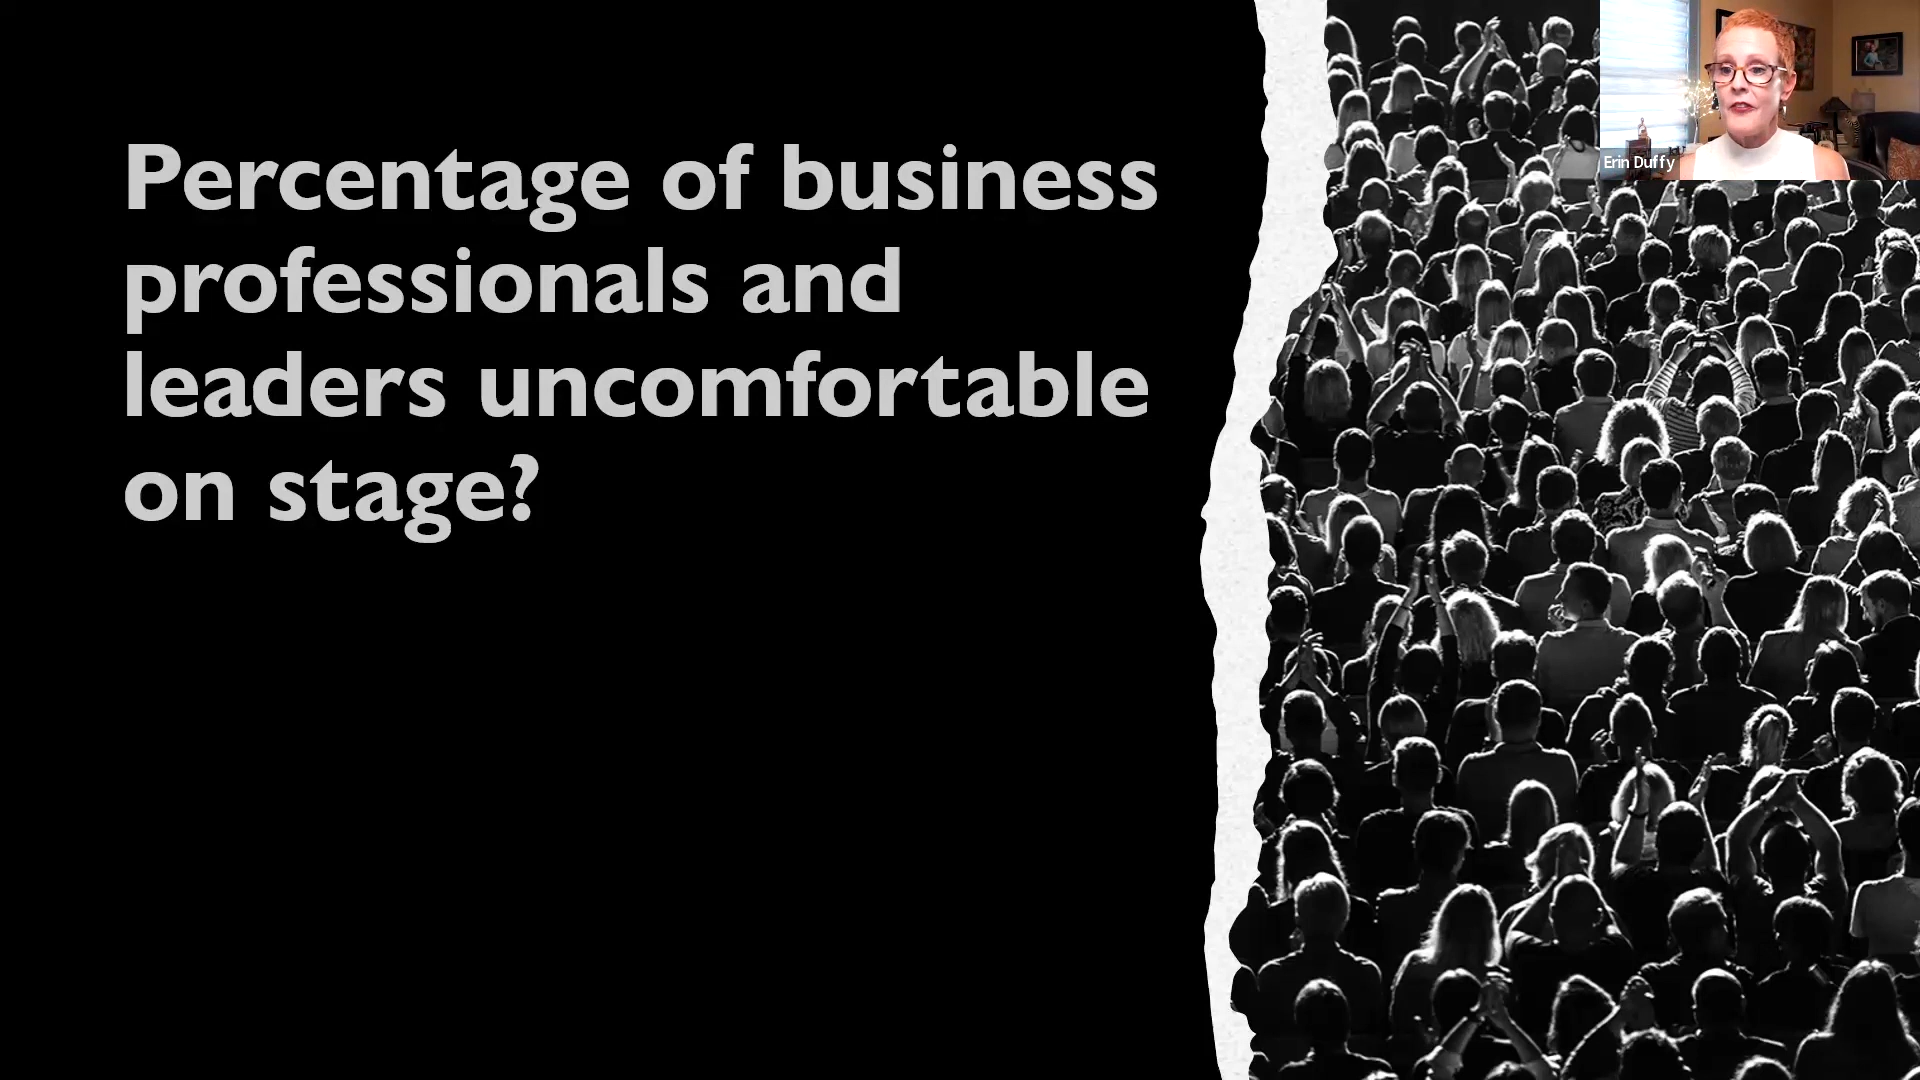 Percentage of business
professionals and
leaders uncomfortable
on stage?
Erin Duffy